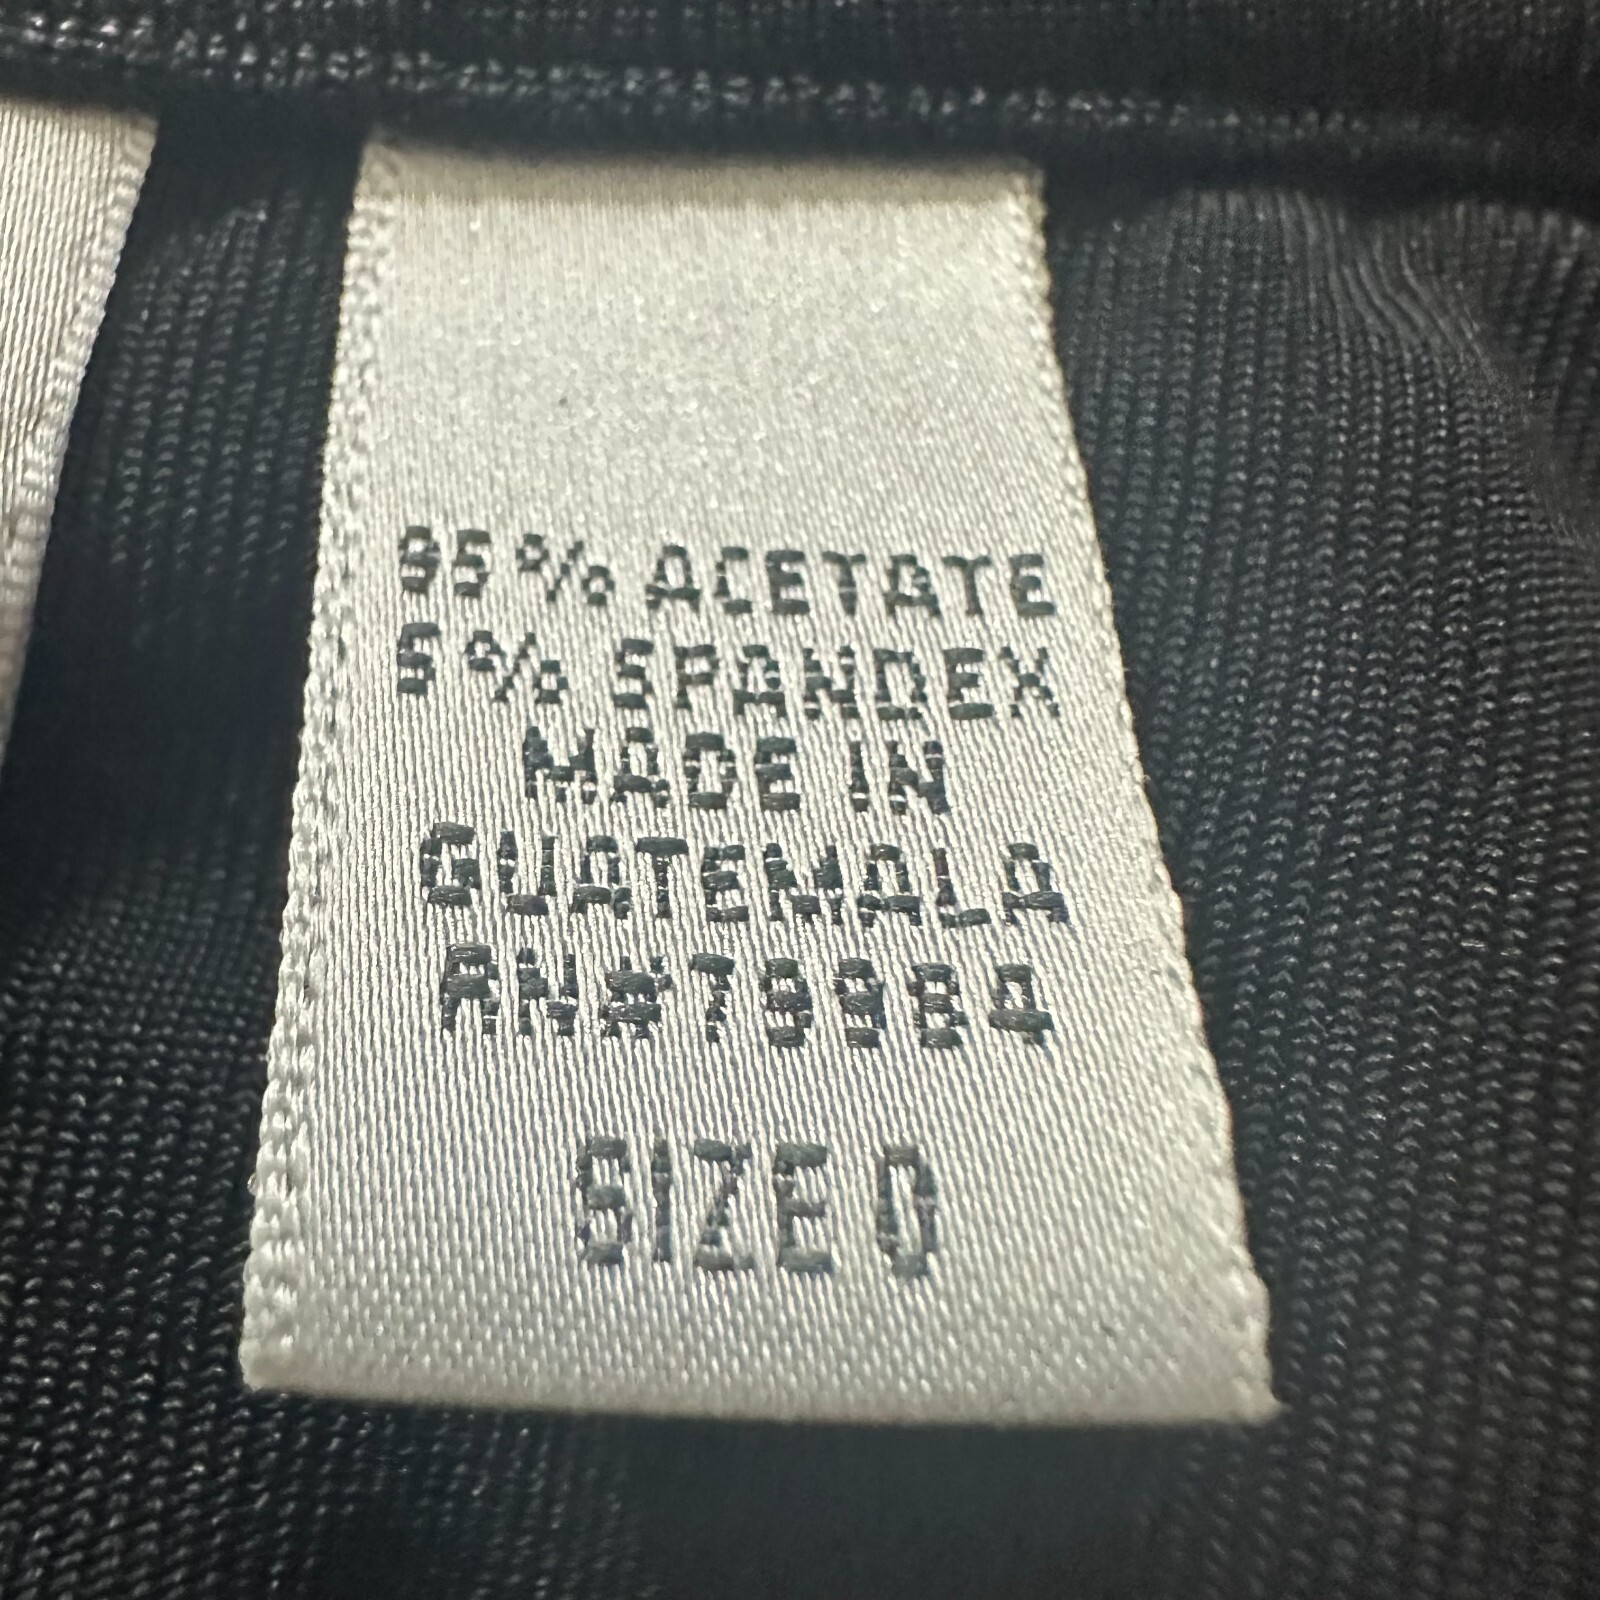 95% ACETATE
5% SPANDEX
MADE IN
GUATEMALA
RN#79984
SIZE 0